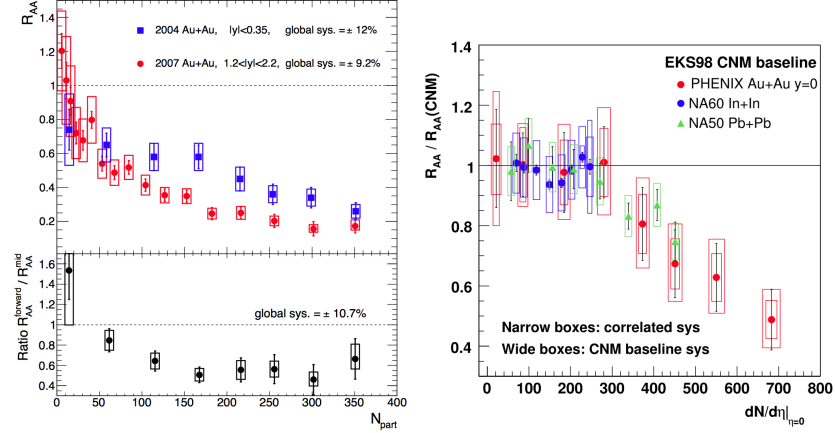 R_AA
1.4
1.2
1
0.8
0.6
0.4
0.2
2004 Au+Au, |y|<0.35, global sys. = ± 12%
2007 Au+Au, 1.2<|y|<2.2, global sys. = ± 9.2%
Ratio R_AA^forward / R_AA^mid
1.6
1.4
1.2
1
0.8
0.6
0.4
global sys. = ± 10.7%
0 50 100 150 200 250 300 350 400
N_part
R_AA / R_AA(CNM)
1.4
1.2
1
0.8
0.6
0.4
EKS98 CNM baseline
PHENIX Au+Au y=0
NA60 In+In
NA50 Pb+Pb
Narrow boxes: correlated sys
Wide boxes: CNM baseline sys
0 100 200 300 400 500 600 700 800
dN/dη|_η=0